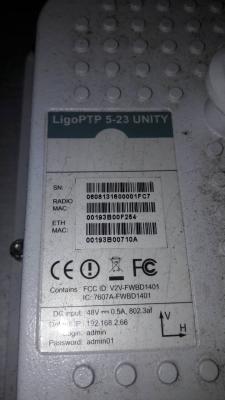 LigoPTP 5-23 UNITY
SN:
0608131600001FC7
RADIO
MAC:
00193B00F254
ETH
MAC:
00193B00710A
CE FC
Contains FCC ID: V2V-FWBD1401
IC: 7607A-FWBD1401
DC input: 48V 0.5A, 802.3af
IP: 192.168.2.66
Login: admin
Password: admin01
V
H